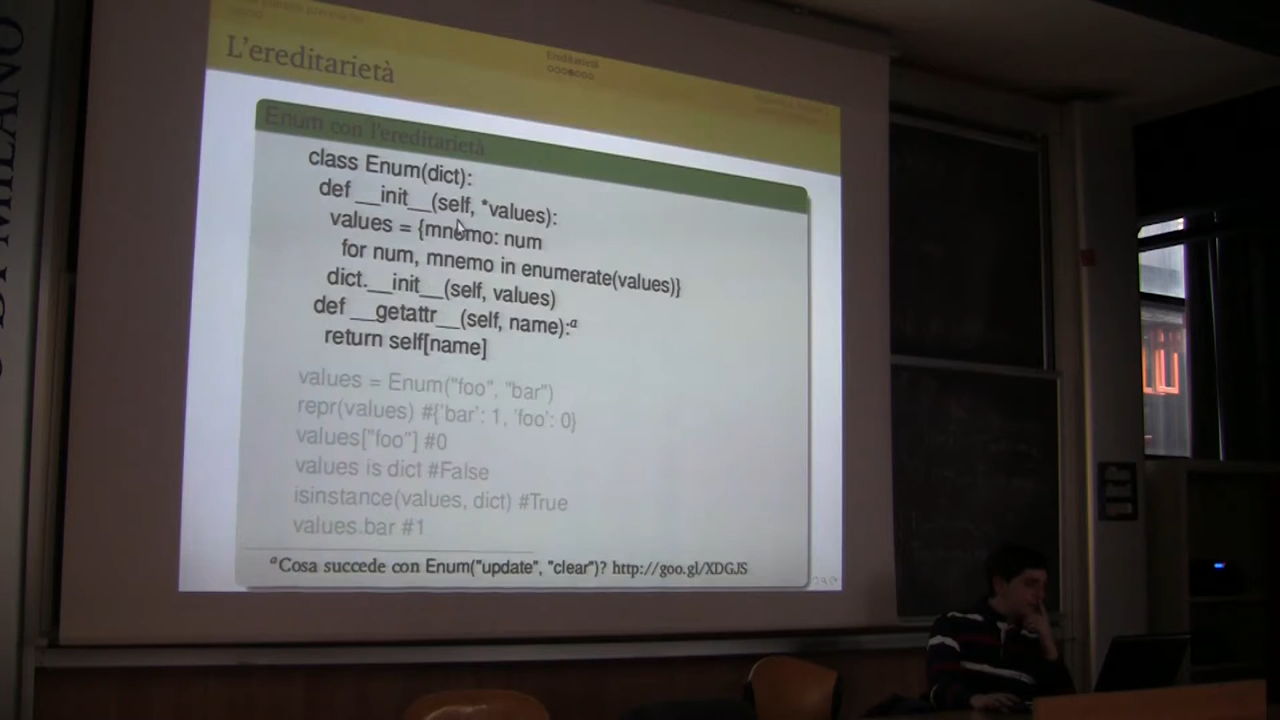 L'ereditarietà
Ereditarietà
Enum con l'ereditarietà
class Enum(dict):
def __init__(self, *values):
values = {mnemo: num
for num, mnemo in enumerate(values)}
dict.__init__(self, values)
def __getattr__(self, name):a
return self[name]
values = Enum("foo", "bar")
repr(values) #{'bar': 1, 'foo': 0}
values["foo"] #0
values is dict #False
isinstance(values, dict) #True
values.bar #1
aCosa succede con Enum("update", "clear")? http://goo.gl/XDGJS
DI MILANO